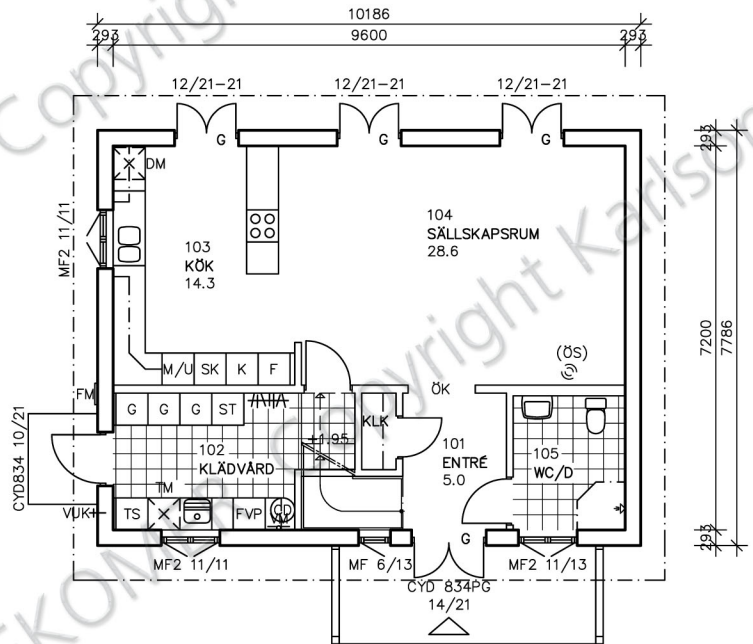 10186
293 9600 293
12/21-21 12/21-21 12/21-21
G G G
DM
MF2 11/11
103
KÖK
14.3
104
SÄLLSKAPSRUM
28.6
293
7200
7786
293
M/U SK K F
(ÖS)
FM
ÖK
G G G ST
KLK
CYD834 10/21
+1.95
102
KLÄDVÅRD
101
ENTRÉ
5.0
105
WC/D
TM
VUK
TS FVP VM
CD
G
MF2 11/11 MF 6/13 MF2 11/13
CYD 834PG
14/21
Copyright
Copyright Karlson
EKOMER